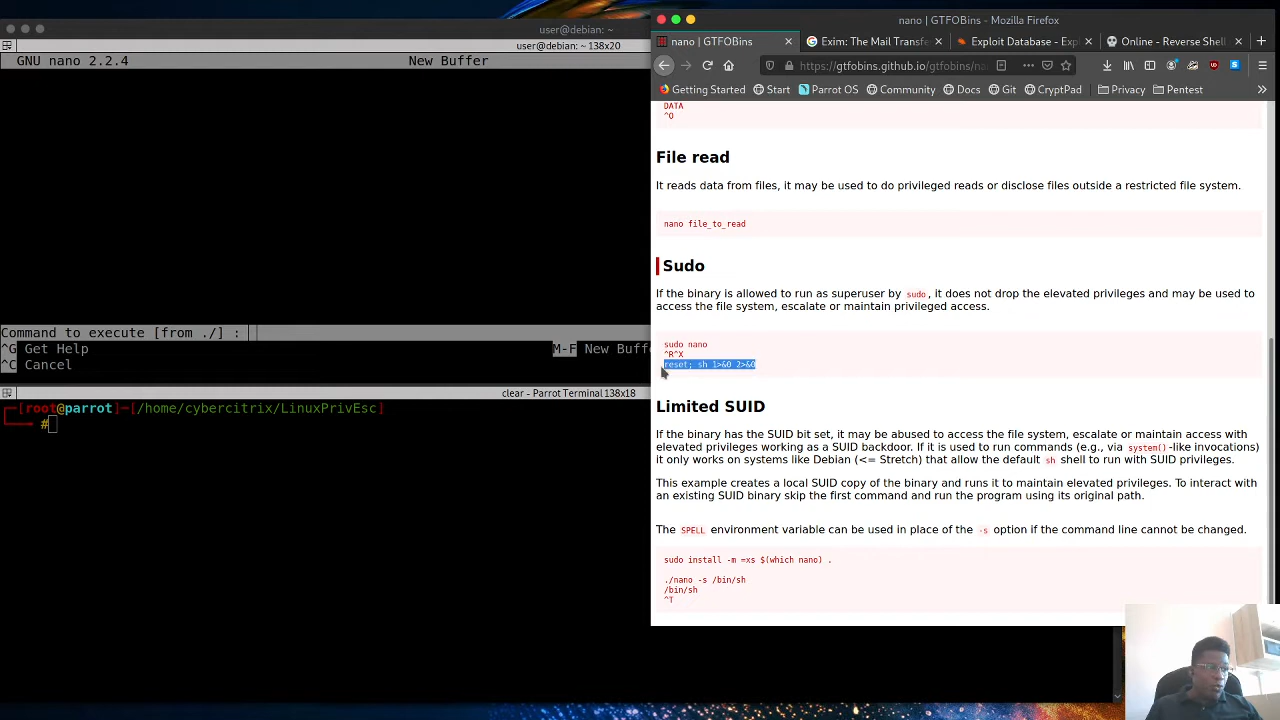 user@debian: ~
user@debian: ~ 138x20
GNU nano 2.2.4
New Buffer
Command to execute [from ./] :
^G Get Help
M-F New Buff
^C Cancel
clear - Parrot Terminal 138x18
[root@parrot]-[/home/cybercitrix/LinuxPrivEsc]
#
nano | GTFOBins - Mozilla Firefox
nano | GTFOBins
Exim: The Mail Transfe
Exploit Database - Exp
Online - Reverse Shell
https://gtfobins.github.io/gtfobins/na
Getting Started
Start
Parrot OS
Community
Docs
Git
CryptPad
Privacy
Pentest
DATA
^O
File read
It reads data from files, it may be used to do privileged reads or disclose files outside a restricted file system.
nano file_to_read
Sudo
If the binary is allowed to run as superuser by sudo, it does not drop the elevated privileges and may be used to
access the file system, escalate or maintain privileged access.
sudo nano
^R^X
reset; sh 1>&0 2>&0
Limited SUID
If the binary has the SUID bit set, it may be abused to access the file system, escalate or maintain access with
elevated privileges working as a SUID backdoor. If it is used to run commands (e.g., via system()-like invocations)
it only works on systems like Debian (<= Stretch) that allow the default sh shell to run with SUID privileges.
This example creates a local SUID copy of the binary and runs it to maintain elevated privileges. To interact with
an existing SUID binary skip the first command and run the program using its original path.
The SPELL environment variable can be used in place of the -s option if the command line cannot be changed.
sudo install -m =xs $(which nano) .
./nano -s /bin/sh
/bin/sh
^T